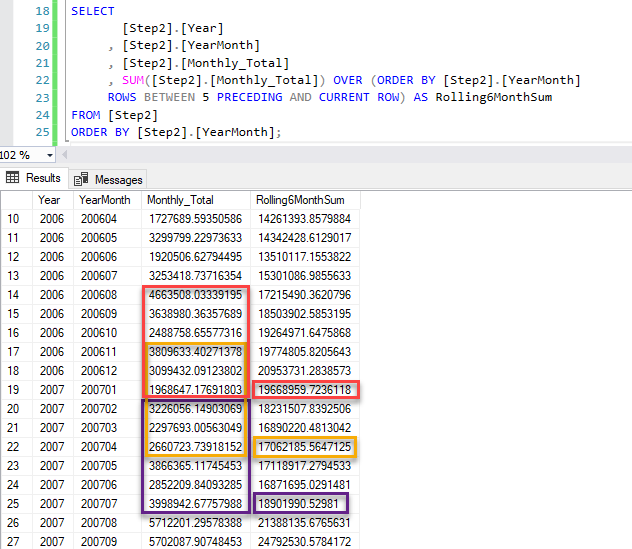 18 SELECT
19 [Step2].[Year]
20 , [Step2].[YearMonth]
21 , [Step2].[Monthly_Total]
22 , SUM([Step2].[Monthly_Total]) OVER (ORDER BY [Step2].[YearMonth]
23 ROWS BETWEEN 5 PRECEDING AND CURRENT ROW) AS Rolling6MonthSum
24 FROM [Step2]
25 ORDER BY [Step2].[YearMonth];
102 %
Results Messages
Year YearMonth Monthly_Total Rolling6MonthSum
10 2006 200604 1727689.59350586 14261393.8579884
11 2006 200605 3299799.22973633 14342428.6129017
12 2006 200606 1920506.62794495 13510117.1553822
13 2006 200607 3253418.73716354 15301086.9855633
14 2006 200608 4663508.03339195 17215490.3620796
15 2006 200609 3638980.36357689 18503902.5853195
16 2006 200610 2488758.65577316 19264971.6475868
17 2006 200611 3809633.40271378 19774805.8205643
18 2006 200612 3099432.09123802 20953731.2838573
19 2007 200701 1968647.17691803 19668959.7236118
20 2007 200702 3226056.14903069 18231507.8392506
21 2007 200703 2297693.00563049 16890220.4813042
22 2007 200704 2660723.73918152 17062185.5647125
23 2007 200705 3866365.11745453 17118917.2794533
24 2007 200706 2852209.84093285 16871695.0291481
25 2007 200707 3998942.67757988 18901990.52981
26 2007 200708 5712201.29578388 21388135.6765631
27 2007 200709 5702087.90748453 24792530.5784172